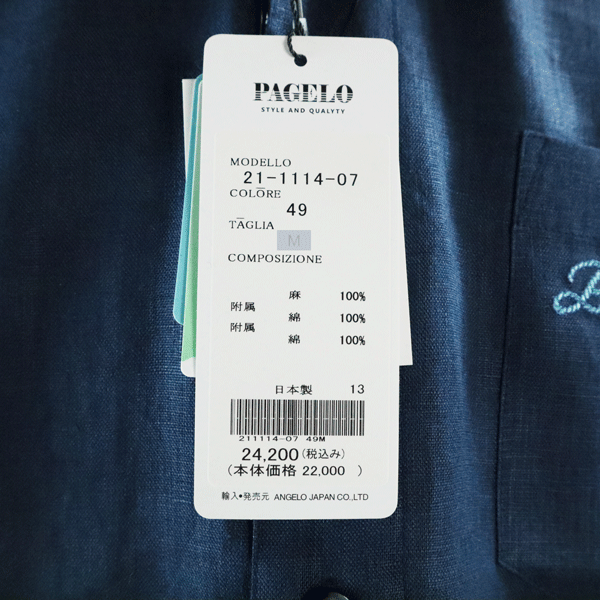 PAGELO
STYLE AND QUALYTY
MODELLO
21-1114-07
COLŌRE
49
TĀGLIA
M
COMPOSIZIONE
麻 100%
附属 綿 100%
附属 綿 100%
日本製 13
211114-07 49M
24,200(税込み)
(本体価格 22,000 )
輸入•発売元 ANGELO JAPAN CO.,LTD